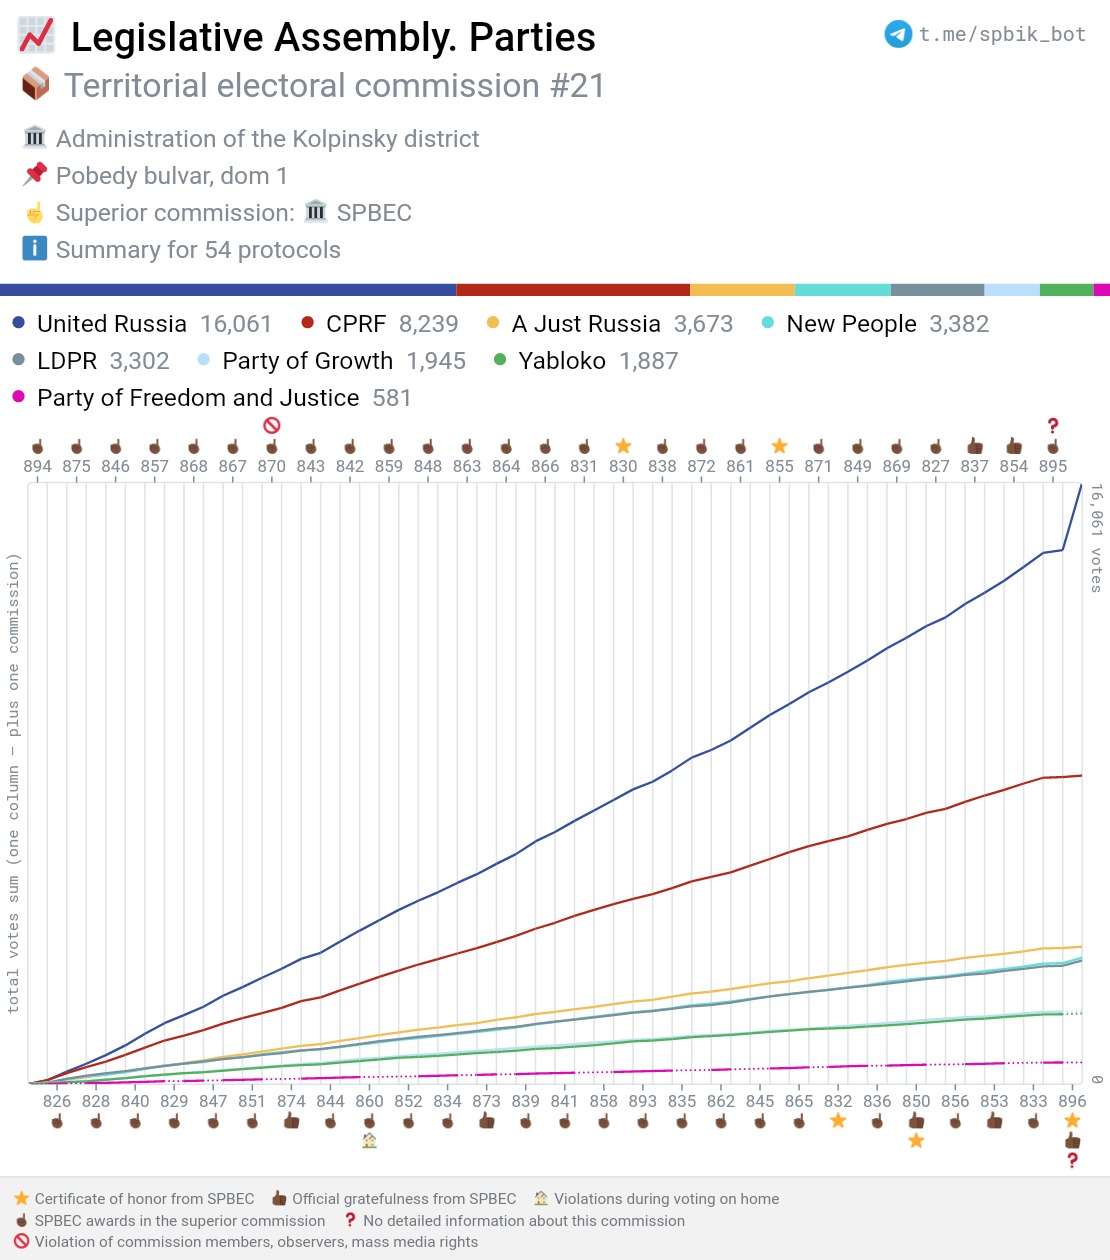 Legislative Assembly. Parties
t.me/spbik_bot
Territorial electoral commission #21
Administration of the Kolpinsky district
Pobedy bulvar, dom 1
Superior commission: SPBEC
Summary for 54 protocols
United Russia 16,061 CPRF 8,239 A Just Russia 3,673 New People 3,382
LDPR 3,302 Party of Growth 1,945 Yabloko 1,887
Party of Freedom and Justice 581
894 875 846 857 868 867 870 843 842 859 848 863 864 866 831 830 838 872 861 855 871 849 869 827 837 854 895
16,061 votes
total votes sum (one column – plus one commission)
0
826 828 840 829 847 851 874 844 860 852 834 873 839 841 858 893 835 862 845 865 832 836 850 856 853 833 896
Certificate of honor from SPBEC Official gratefulness from SPBEC Violations during voting on home
SPBEC awards in the superior commission No detailed information about this commission
Violation of commission members, observers, mass media rights